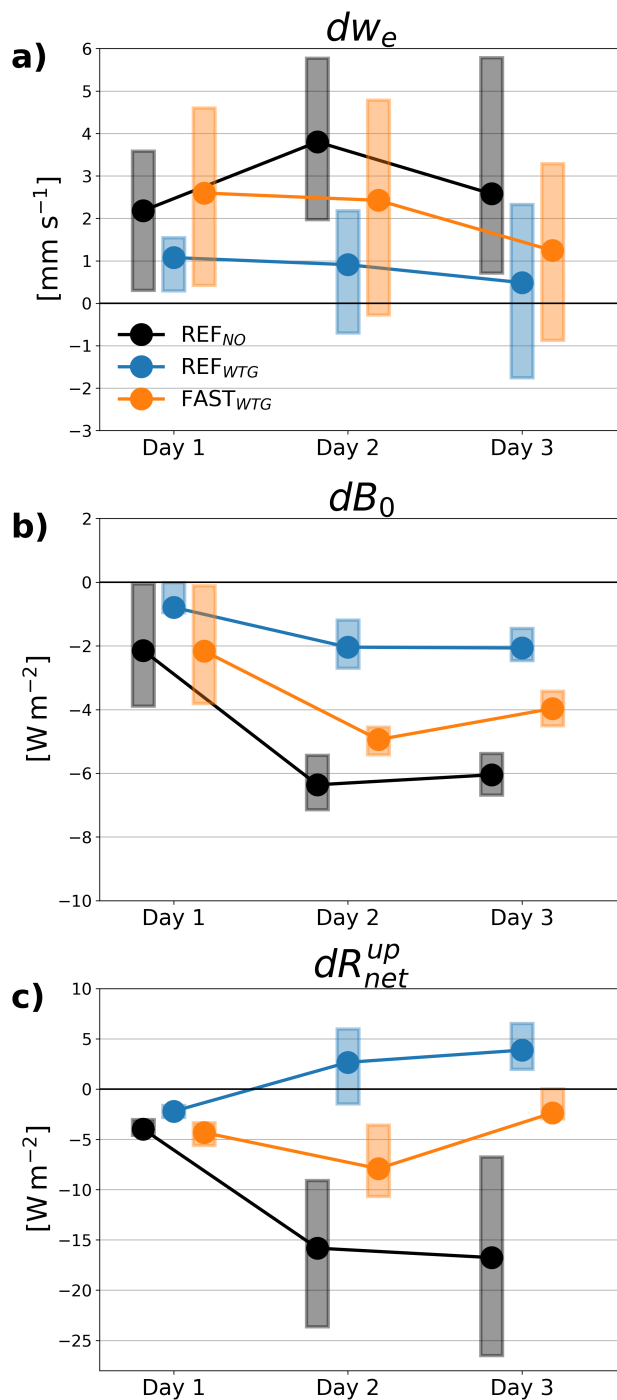 a)
dw_e
[mm s⁻¹]
6
5
4
3
2
1
0
−1
−2
−3
REF_NO
REF_WTG
FAST_WTG
Day 1 Day 2 Day 3
b)
dB_0
[W m⁻²]
2
0
−2
−4
−6
−8
−10
Day 1 Day 2 Day 3
c)
dR_net^up
[W m⁻²]
10
5
0
−5
−10
−15
−20
−25
Day 1 Day 2 Day 3